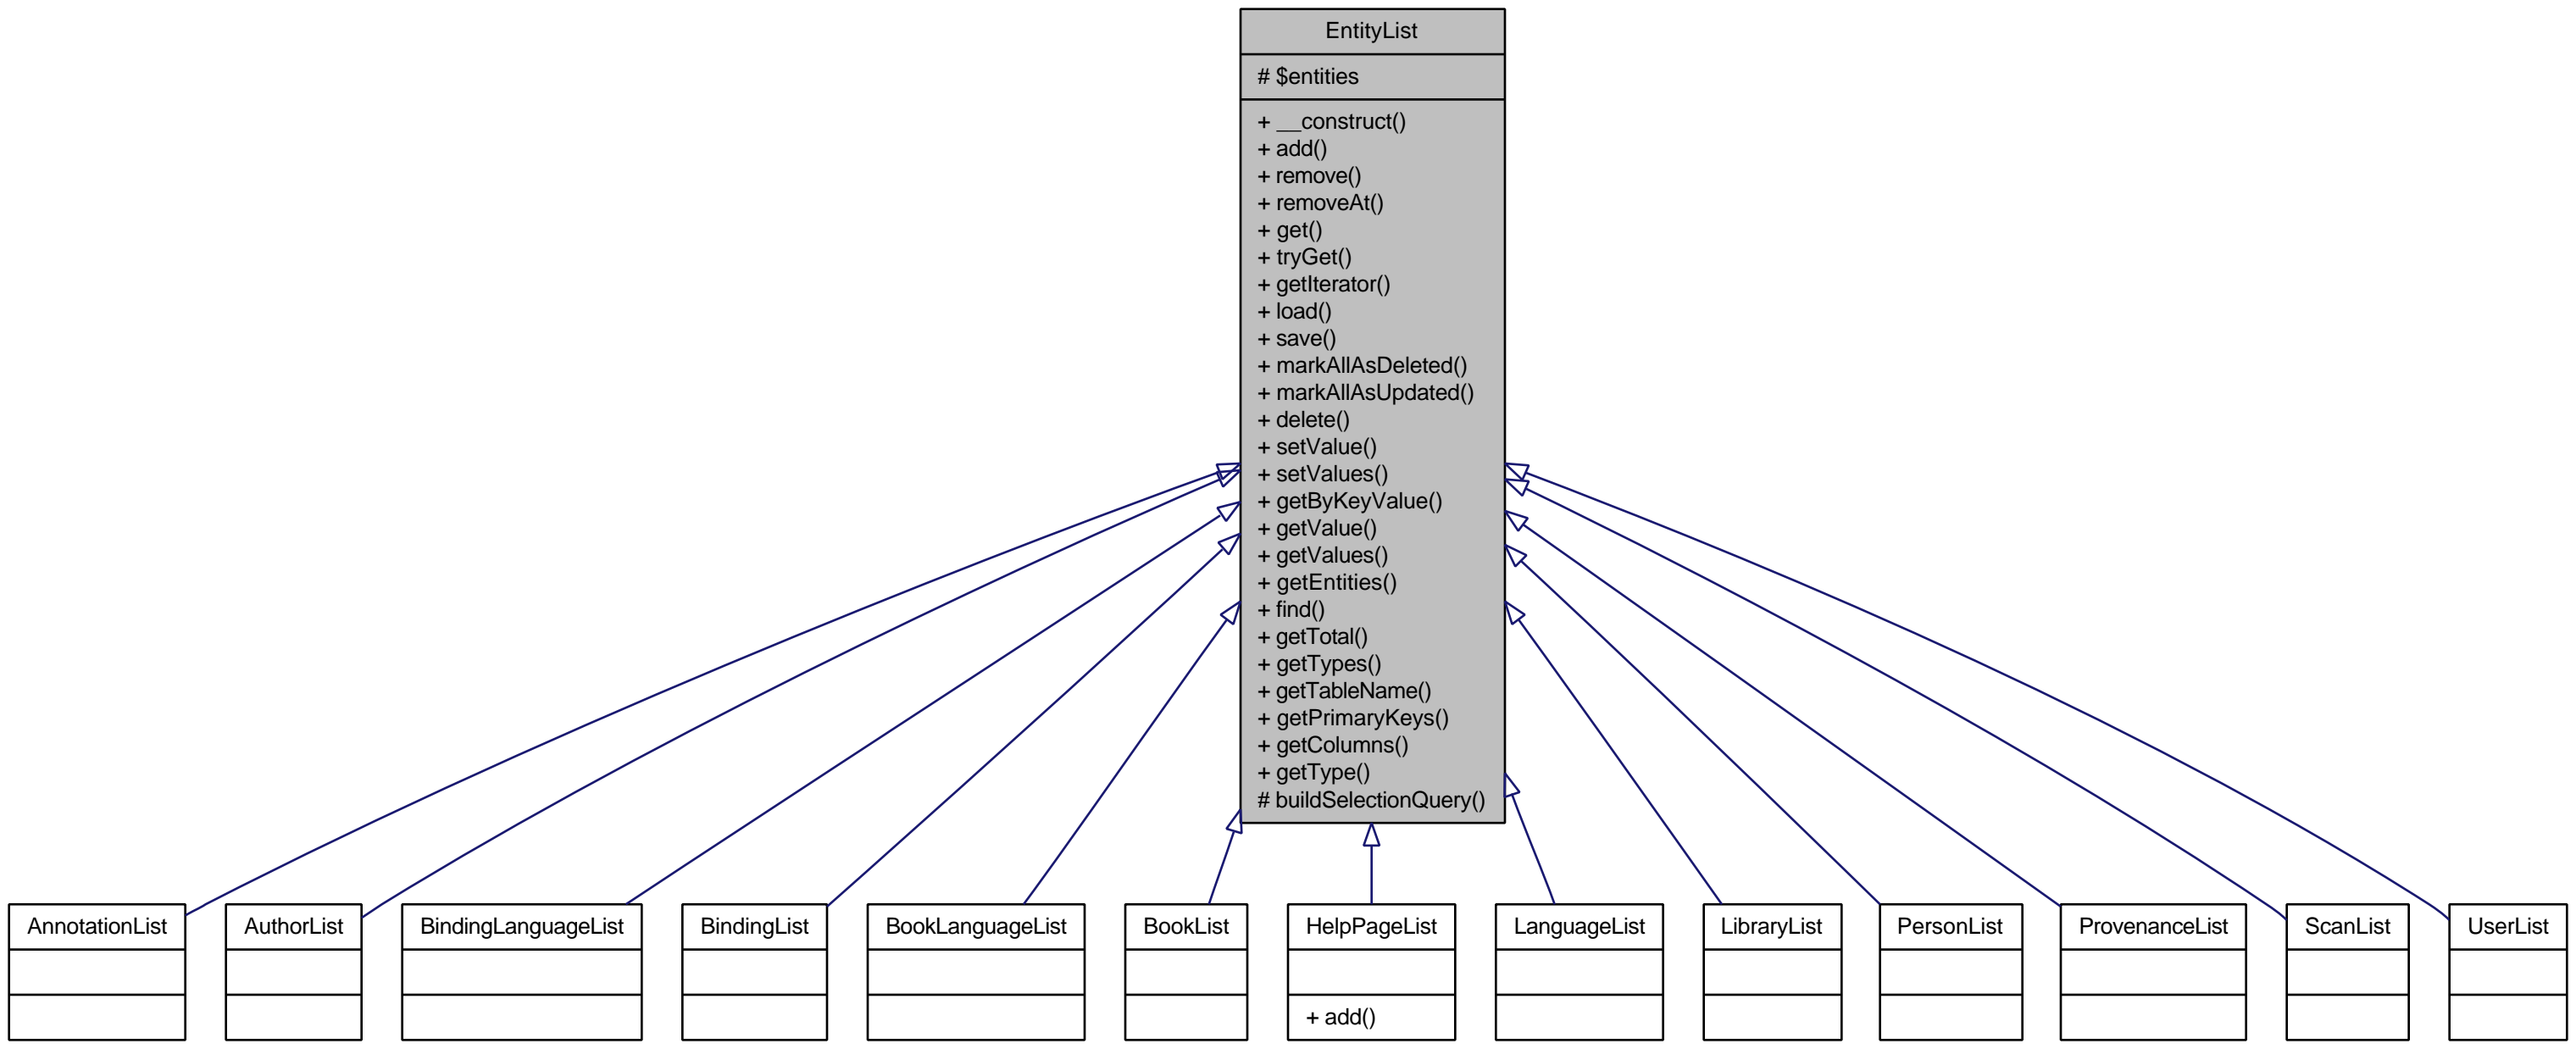 EntityList
# $entities
+ __construct()
+ add()
+ remove()
+ removeAt()
+ get()
+ tryGet()
+ getIterator()
+ load()
+ save()
+ markAllAsDeleted()
+ markAllAsUpdated()
+ delete()
+ setValue()
+ setValues()
+ getByKeyValue()
+ getValue()
+ getValues()
+ getEntities()
+ find()
+ getTotal()
+ getTypes()
+ getTableName()
+ getPrimaryKeys()
+ getColumns()
+ getType()
# buildSelectionQuery()
AnnotationList
AuthorList
BindingLanguageList
BindingList
BookLanguageList
BookList
HelpPageList
+ add()
LanguageList
LibraryList
PersonList
ProvenanceList
ScanList
UserList